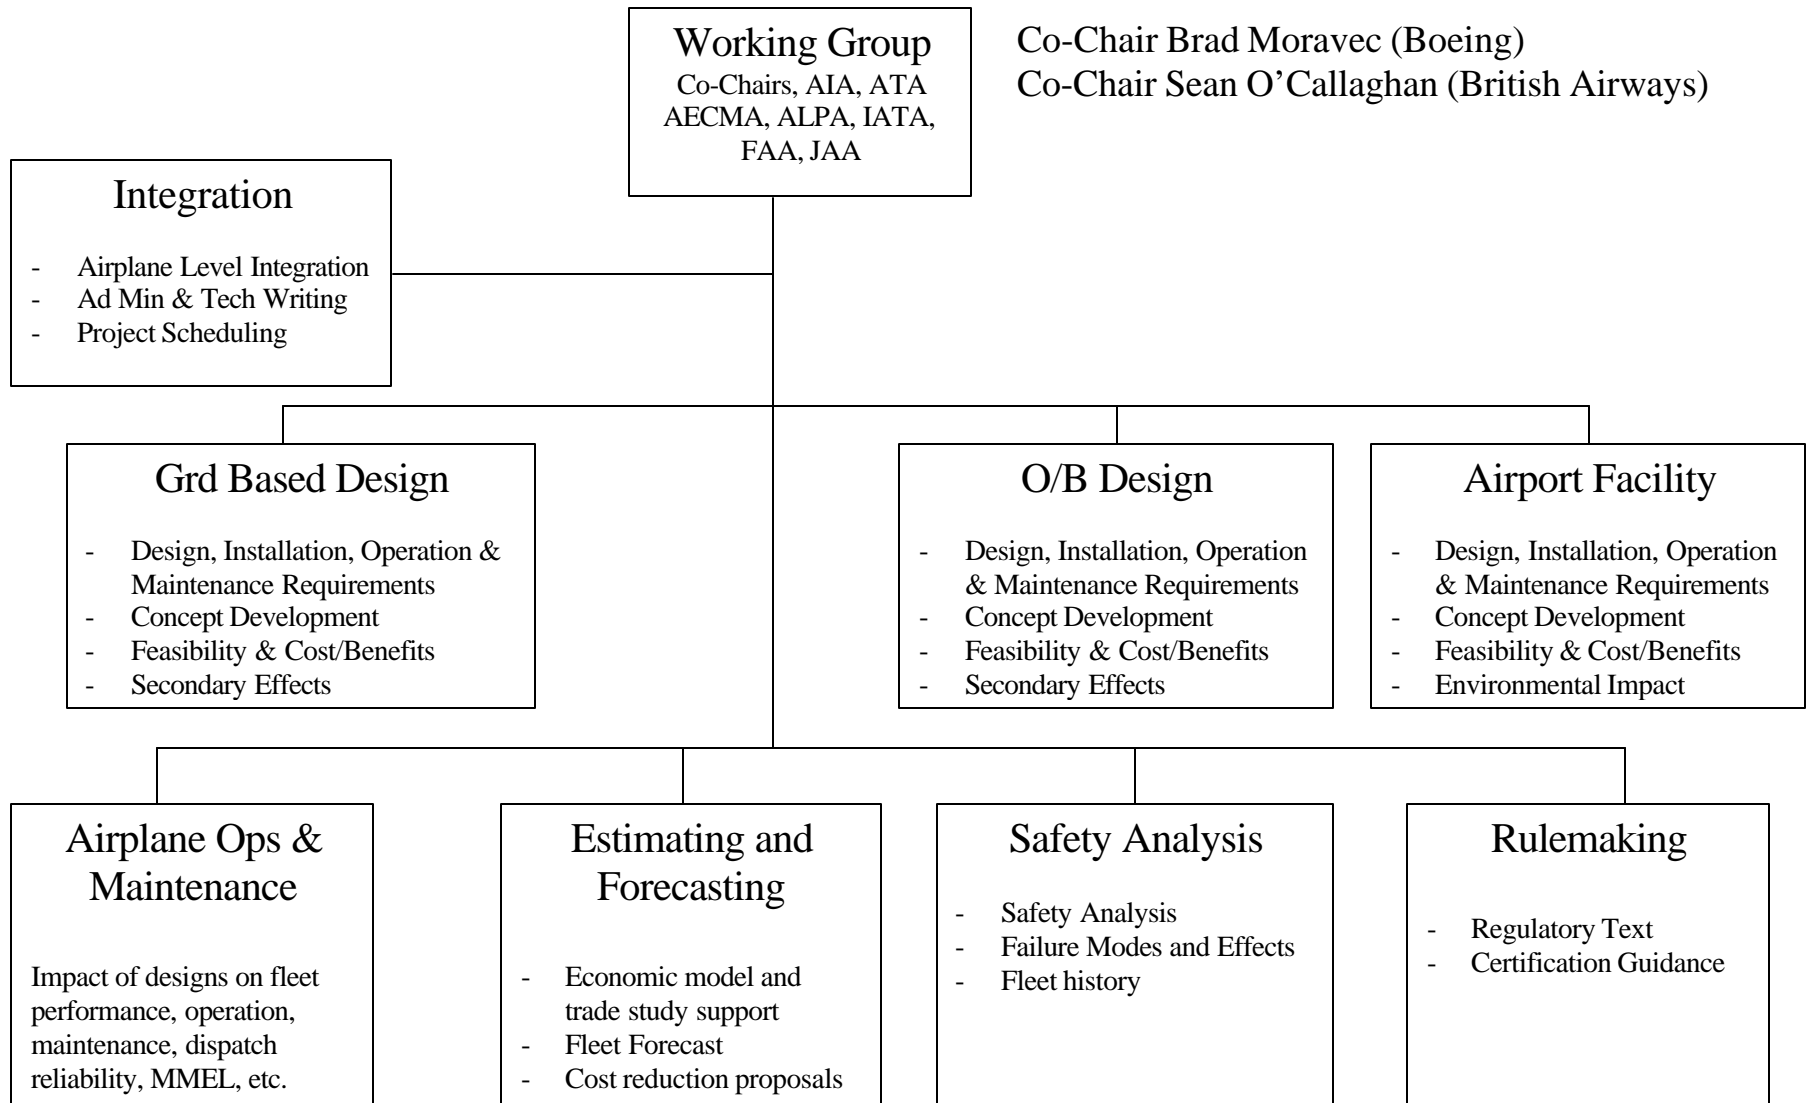 Working Group
Co-Chairs, AIA, ATA
AECMA, ALPA, IATA,
FAA, JAA
Co-Chair Brad Moravec (Boeing)
Co-Chair Sean O’Callaghan (British Airways)
Integration
- Airplane Level Integration
- Ad Min & Tech Writing
- Project Scheduling
Grd Based Design
- Design, Installation, Operation &
Maintenance Requirements
- Concept Development
- Feasibility & Cost/Benefits
- Secondary Effects
O/B Design
- Design, Installation, Operation
& Maintenance Requirements
- Concept Development
- Feasibility & Cost/Benefits
- Secondary Effects
Airport Facility
- Design, Installation, Operation
& Maintenance Requirements
- Concept Development
- Feasibility & Cost/Benefits
- Environmental Impact
Airplane Ops &
Maintenance
Impact of designs on fleet
performance, operation,
maintenance, dispatch
reliability, MMEL, etc.
Estimating and
Forecasting
- Economic model and
trade study support
- Fleet Forecast
- Cost reduction proposals
Safety Analysis
- Safety Analysis
- Failure Modes and Effects
- Fleet history
Rulemaking
- Regulatory Text
- Certification Guidance